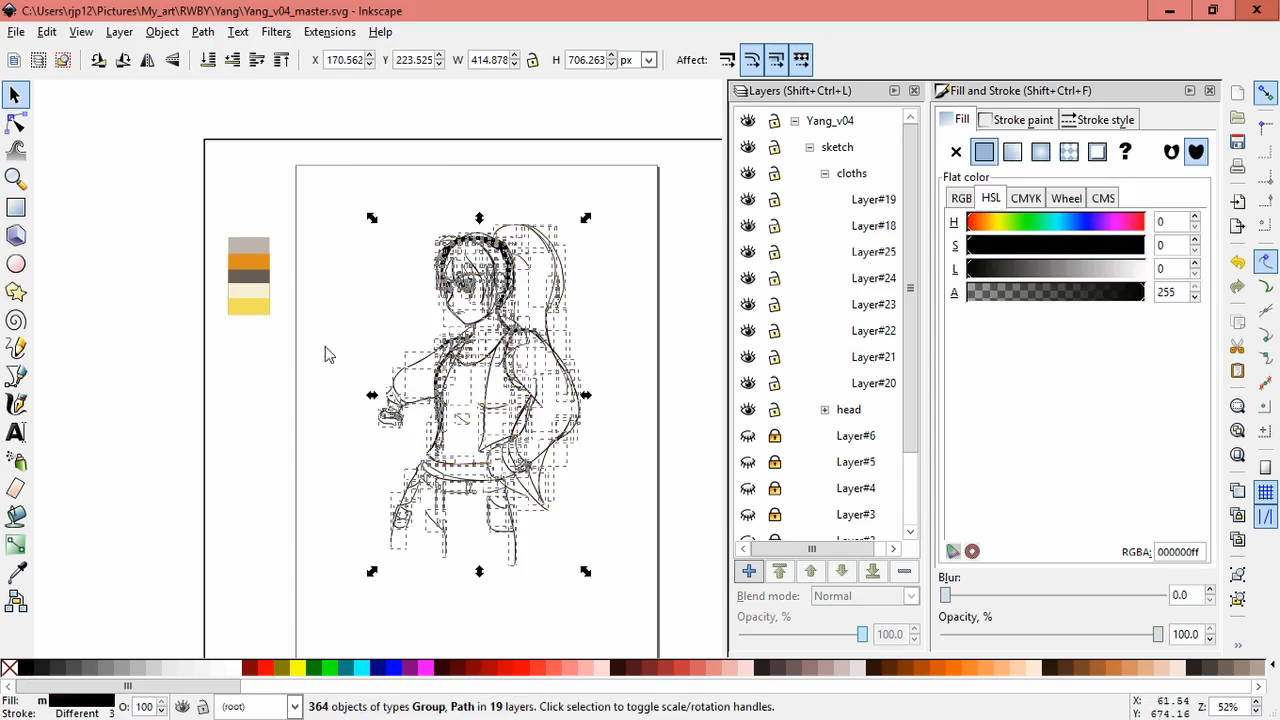 C:\Users\rjp12\Pictures\My_art\RWBY\Yang\Yang_v04_master.svg - Inkscape
File Edit View Layer Object Path Text Filters Extensions Help
X 170.562 Y 223.525 W 414.878 H 706.263 px Affect:
Layers (Shift+Ctrl+L)
Fill and Stroke (Shift+Ctrl+F)
Yang_v04
sketch
cloths
Layer#19
Layer#18
Layer#25
Layer#24
Layer#23
Layer#22
Layer#21
Layer#20
head
Layer#6
Layer#5
Layer#4
Layer#3
Blend mode: Normal
Opacity, % 100.0
Fill Stroke paint Stroke style
?
Flat color
RGB HSL CMYK Wheel CMS
H 0
S 0
L 0
A 255
RGBA: 000000ff
Blur:
0.0
Opacity, %
100.0
Fill: m
Stroke: Different 3
O: 100
(root)
364 objects of types Group, Path in 19 layers. Click selection to toggle scale/rotation handles.
X: 61.54
Y: 674.16
Z: 52%